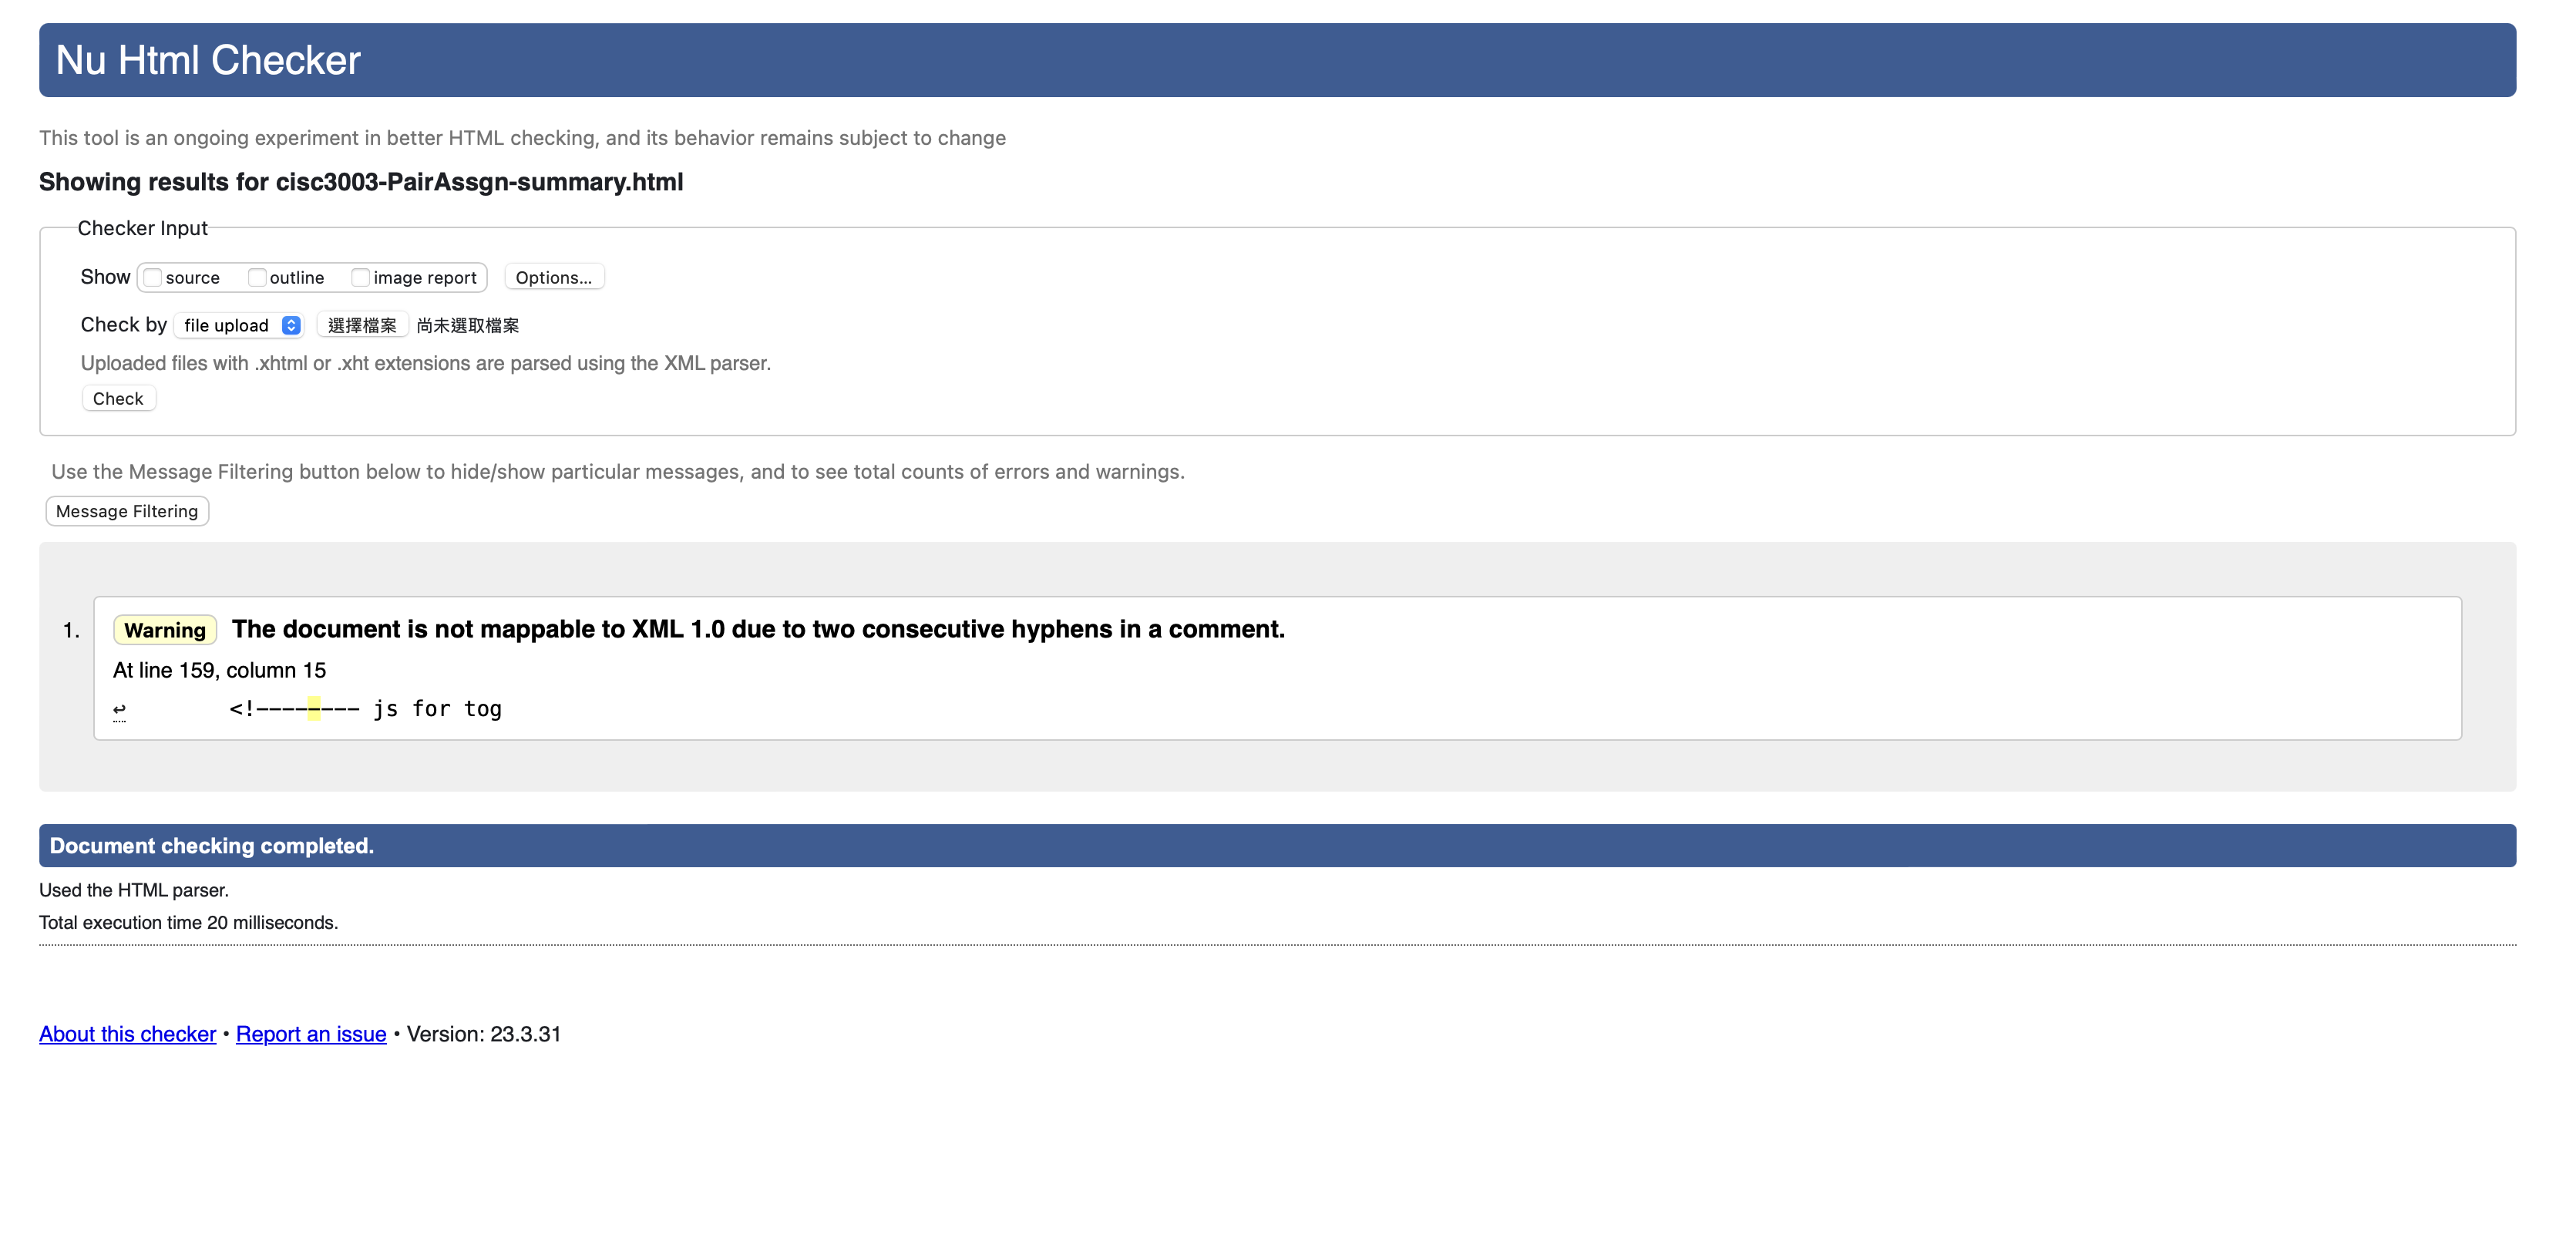 Nu Html Checker
This tool is an ongoing experiment in better HTML checking, and its behavior remains subject to change
Showing results for cisc3003-PairAssgn-summary.html
Checker Input
Show source outline image report Options...
Check by file upload 選擇檔案 尚未選取檔案
Uploaded files with .xhtml or .xht extensions are parsed using the XML parser.
Check
Use the Message Filtering button below to hide/show particular messages, and to see total counts of errors and warnings.
Message Filtering
1. Warning The document is not mappable to XML 1.0 due to two consecutive hyphens in a comment.
At line 159, column 15
↩ <!-------- js for tog
Document checking completed.
Used the HTML parser.
Total execution time 20 milliseconds.
About this checker • Report an issue • Version: 23.3.31